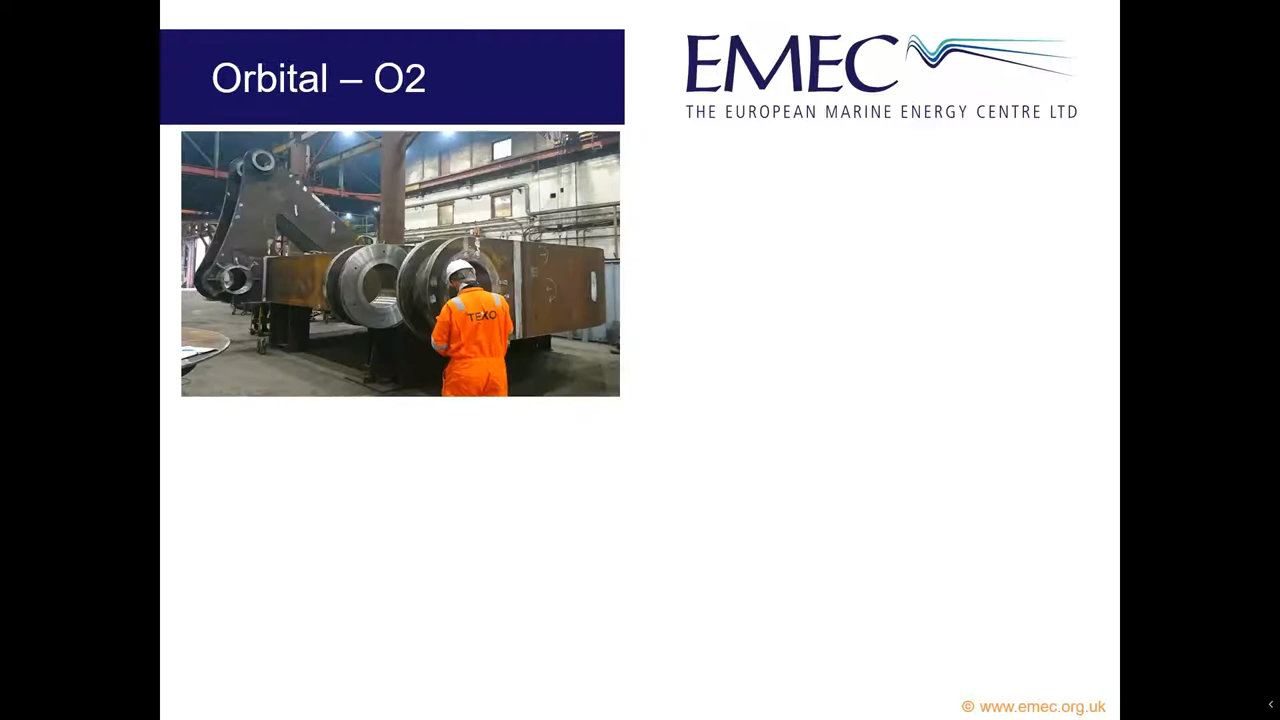 Orbital – O2
EMEC
THE EUROPEAN MARINE ENERGY CENTRE LTD
TEXO
© www.emec.org.uk